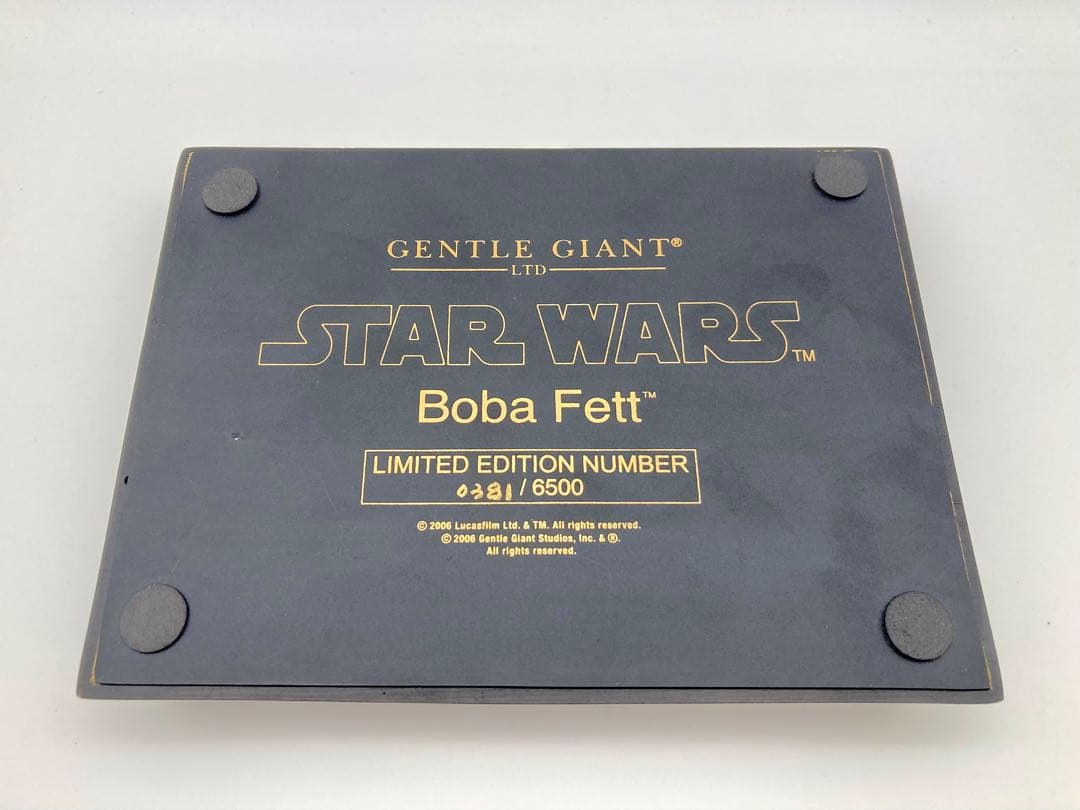 GENTLE GIANT®
LTD
STAR WARS™
Boba Fett™
LIMITED EDITION NUMBER
0381 / 6500
© 2006 Lucasfilm Ltd. & TM. All rights reserved.
© 2006 Gentle Giant Studios, Inc. & ®.
All rights reserved.